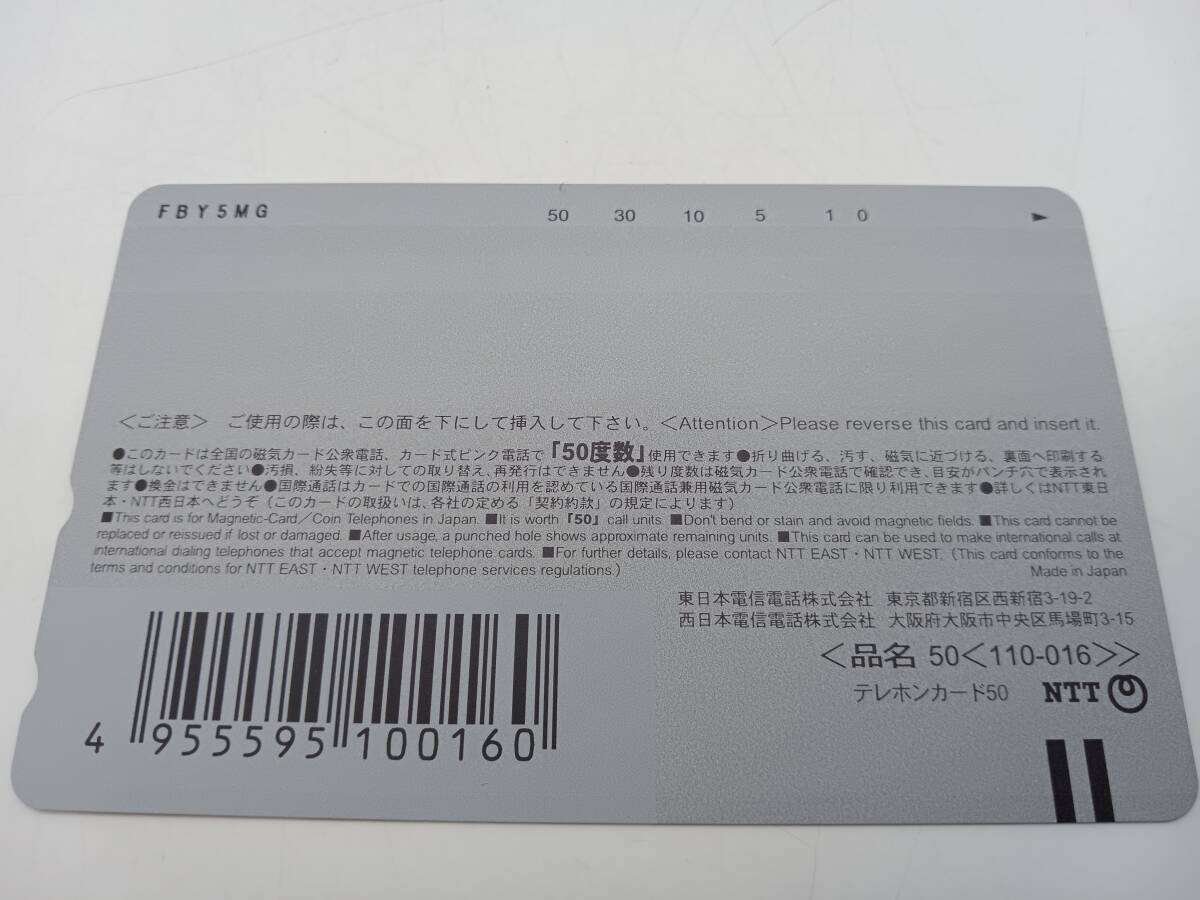 FBY5MG 50 30 10 5 1 0 ►
＜ご注意＞ ご使用の際は、この面を下にして挿入して下さい。＜Attention＞Please reverse this card and insert it.
●このカードは全国の磁気カード公衆電話、カード式ピンク電話で「50度数」使用できます●折り曲げる、汚す、磁気に近づける、裏面へ印刷する
等はしないでください●汚損、紛失等に対しての取り替え、再発行はできません●残り度数は磁気カード公衆電話で確認でき、目安がパンチ穴で表示され
ます●換金はできません●国際通話はカードでの国際通話の利用を認めている国際通話兼用磁気カード公衆電話に限り利用できます●詳しくはNTT東日
本・NTT西日本へどうぞ（このカードの取扱いは、各社の定める「契約約款」の規定によります）
■This card is for Magnetic-Card／Coin Telephones in Japan. ■It is worth「50」call units. ■Don't bend or stain and avoid magnetic fields. ■This card cannot be
replaced or reissued if lost or damaged. ■After usage, a punched hole shows approximate remaining units. ■This card can be used to make international calls at
international dialing telephones that accept magnetic telephone cards. ■For further details, please contact NTT EAST・NTT WEST. (This card conforms to the
terms and conditions for NTT EAST・NTT WEST telephone services regulations.) Made in Japan
東日本電信電話株式会社 東京都新宿区西新宿3-19-2
西日本電信電話株式会社 大阪府大阪市中央区馬場町3-15
＜品名 50＜110-016＞＞
テレホンカード50 NTT
4 955595 100160